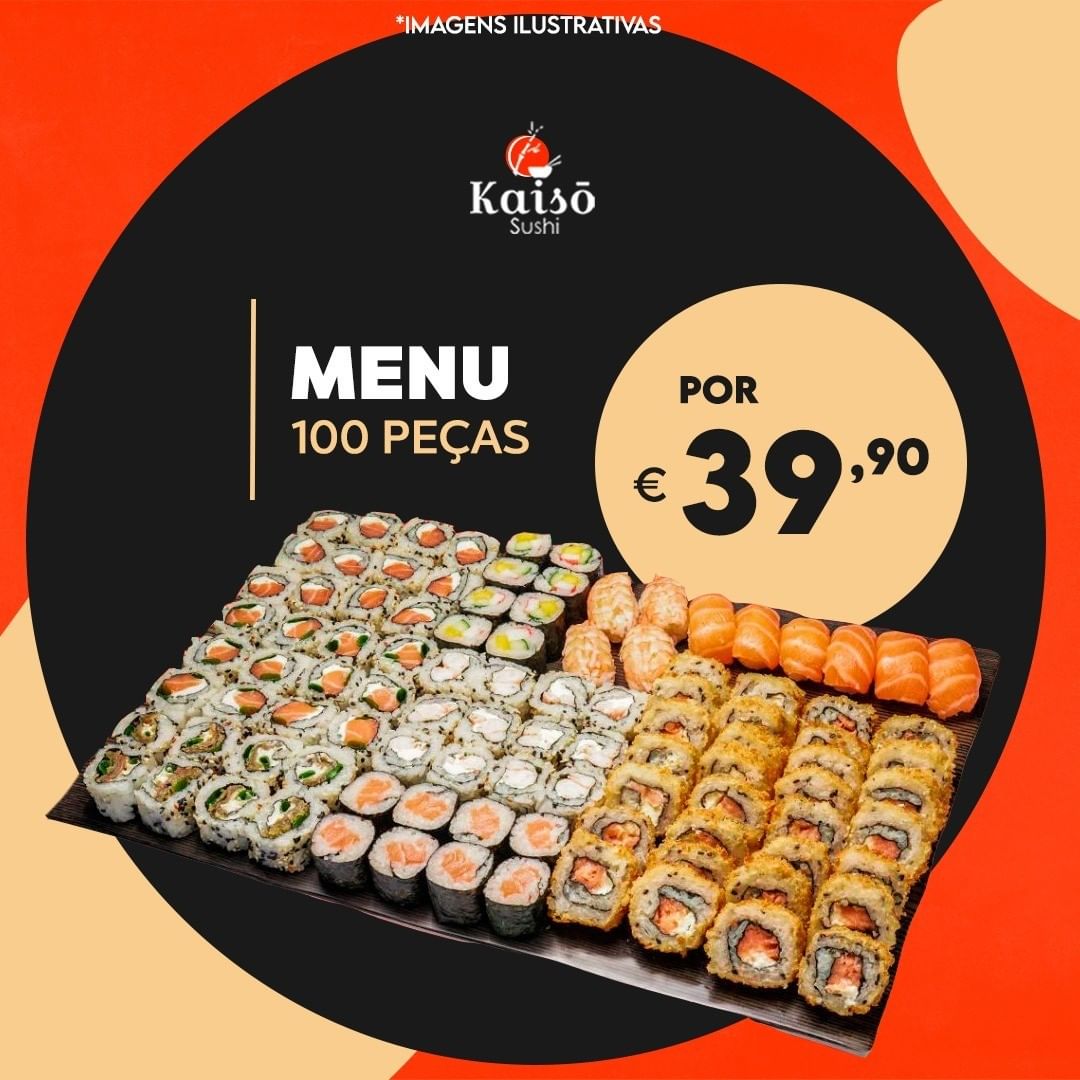 *IMAGENS ILUSTRATIVAS
Kaisō
Sushi
MENU
100 PEÇAS
POR
€ 39,90